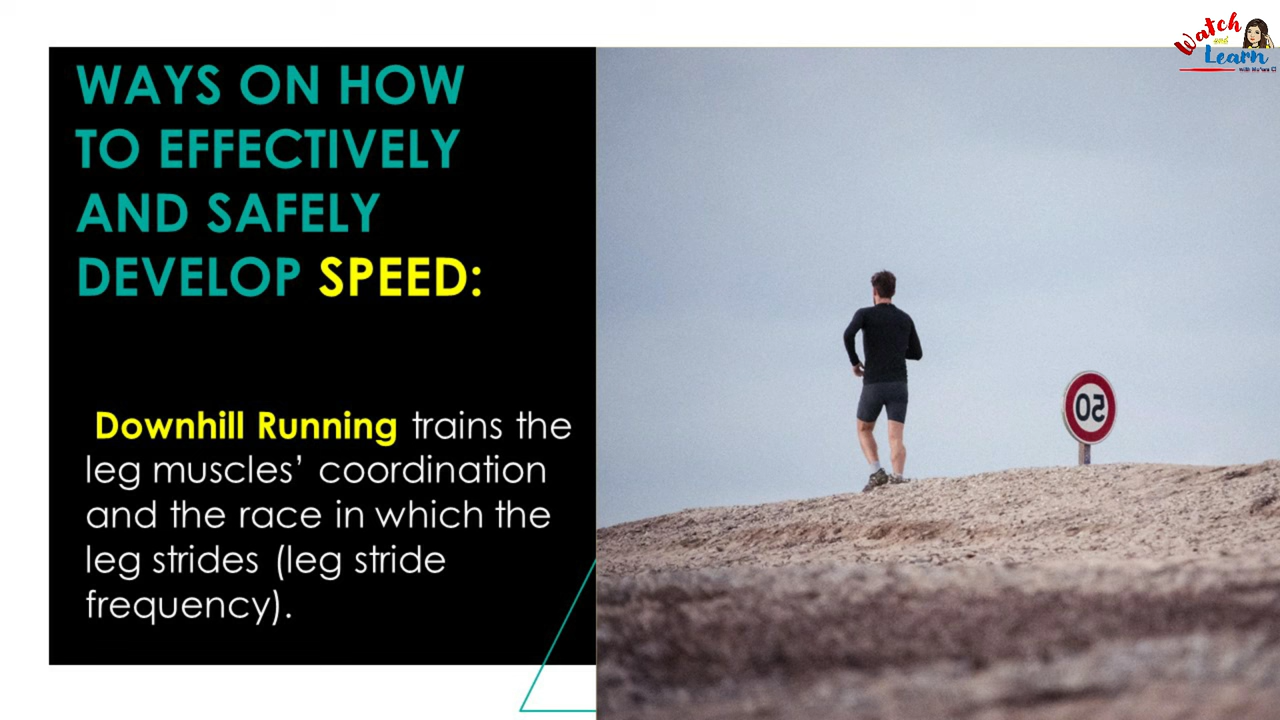 Watch
and
Learn
WAYS ON HOW
TO EFFECTIVELY
AND SAFELY
DEVELOP SPEED:
Downhill Running trains the
leg muscles’ coordination
and the race in which the
leg strides (leg stride
frequency).
50